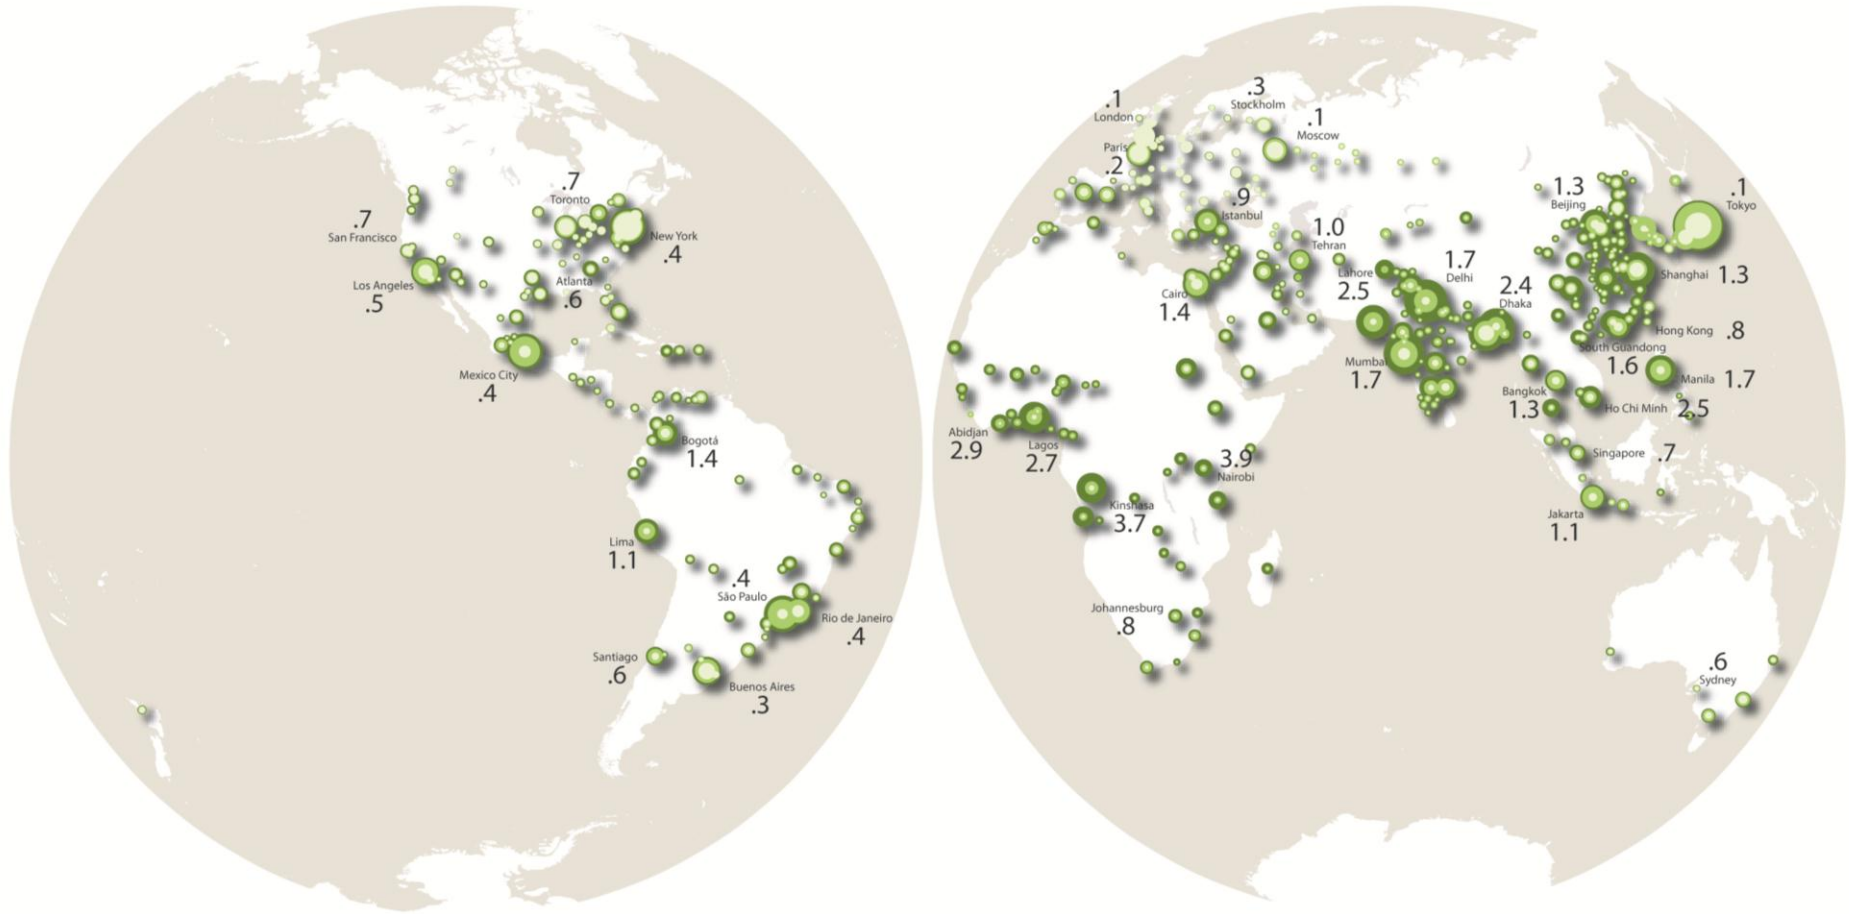 .7
Toronto
.7
San Francisco
New York
.4
Los Angeles
.5
Atlanta
.6
Mexico City
.4
Bogotá
1.4
Lima
1.1
.4
São Paulo
Rio de Janeiro
.4
Santiago
.6
Buenos Aires
.3
.1
London
.3
Stockholm
.1
Moscow
Paris
.2
.9
Istanbul
1.0
Tehran
Cairo
1.4
Lahore
2.5
1.7
Delhi
2.4
Dhaka
1.3
Beijing
.1
Tokyo
Shanghai 1.3
Hong Kong .8
South Guandong
1.6
Mumba
1.7
Manila 1.7
Bangkok
1.3
Ho Chi Minh 2.5
Abidjan
2.9
Lagos
2.7
3.9
Nairobi
Singapore .7
Kinshasa
3.7
Jakarta
1.1
Johannesburg
.8
.6
Sydney